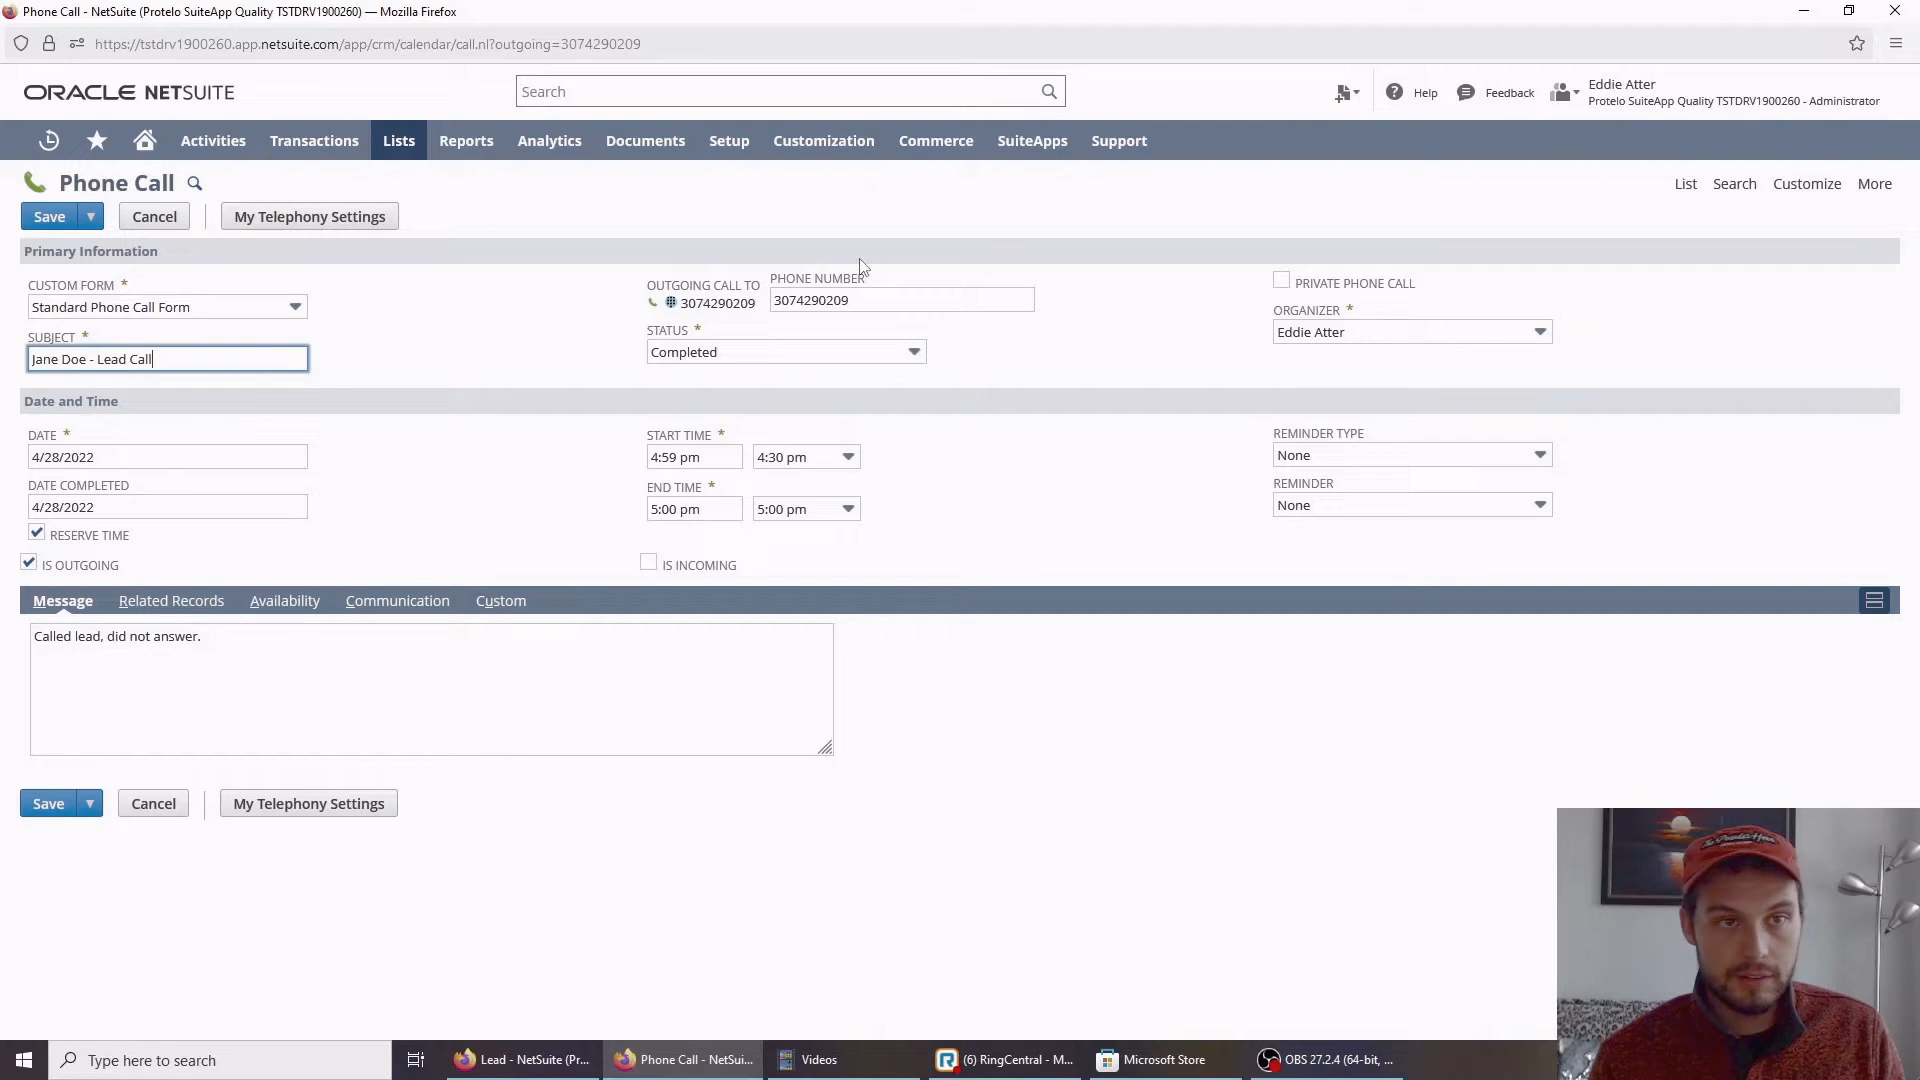 Phone Call - NetSuite (Protelo SuiteApp Quality TSTDRV1900260) — Mozilla Firefox
https://tstdrv1900260.app.netsuite.com/app/crm/calendar/call.nl?outgoing=3074290209
ORACLE NETSUITE
Search
Help
Feedback
Eddie Atter
Protelo SuiteApp Quality TSTDRV1900260 - Administrator
Activities Transactions Lists Reports Analytics Documents Setup Customization Commerce SuiteApps Support
Phone Call
List Search Customize More
Save Cancel My Telephony Settings
Primary Information
CUSTOM FORM *
Standard Phone Call Form
SUBJECT *
Jane Doe - Lead Call
OUTGOING CALL TO
3074290209
PHONE NUMBER
3074290209
STATUS *
Completed
PRIVATE PHONE CALL
ORGANIZER *
Eddie Atter
Date and Time
DATE *
4/28/2022
DATE COMPLETED
4/28/2022
RESERVE TIME
IS OUTGOING
START TIME *
4:59 pm 4:30 pm
END TIME *
5:00 pm 5:00 pm
IS INCOMING
REMINDER TYPE
None
REMINDER
None
Message Related Records Availability Communication Custom
Called lead, did not answer.
Save Cancel My Telephony Settings
Type here to search
Lead - NetSuite (Pr...
Phone Call - NetSui...
Videos
(6) RingCentral - M...
Microsoft Store
OBS 27.2.4 (64-bit, ...